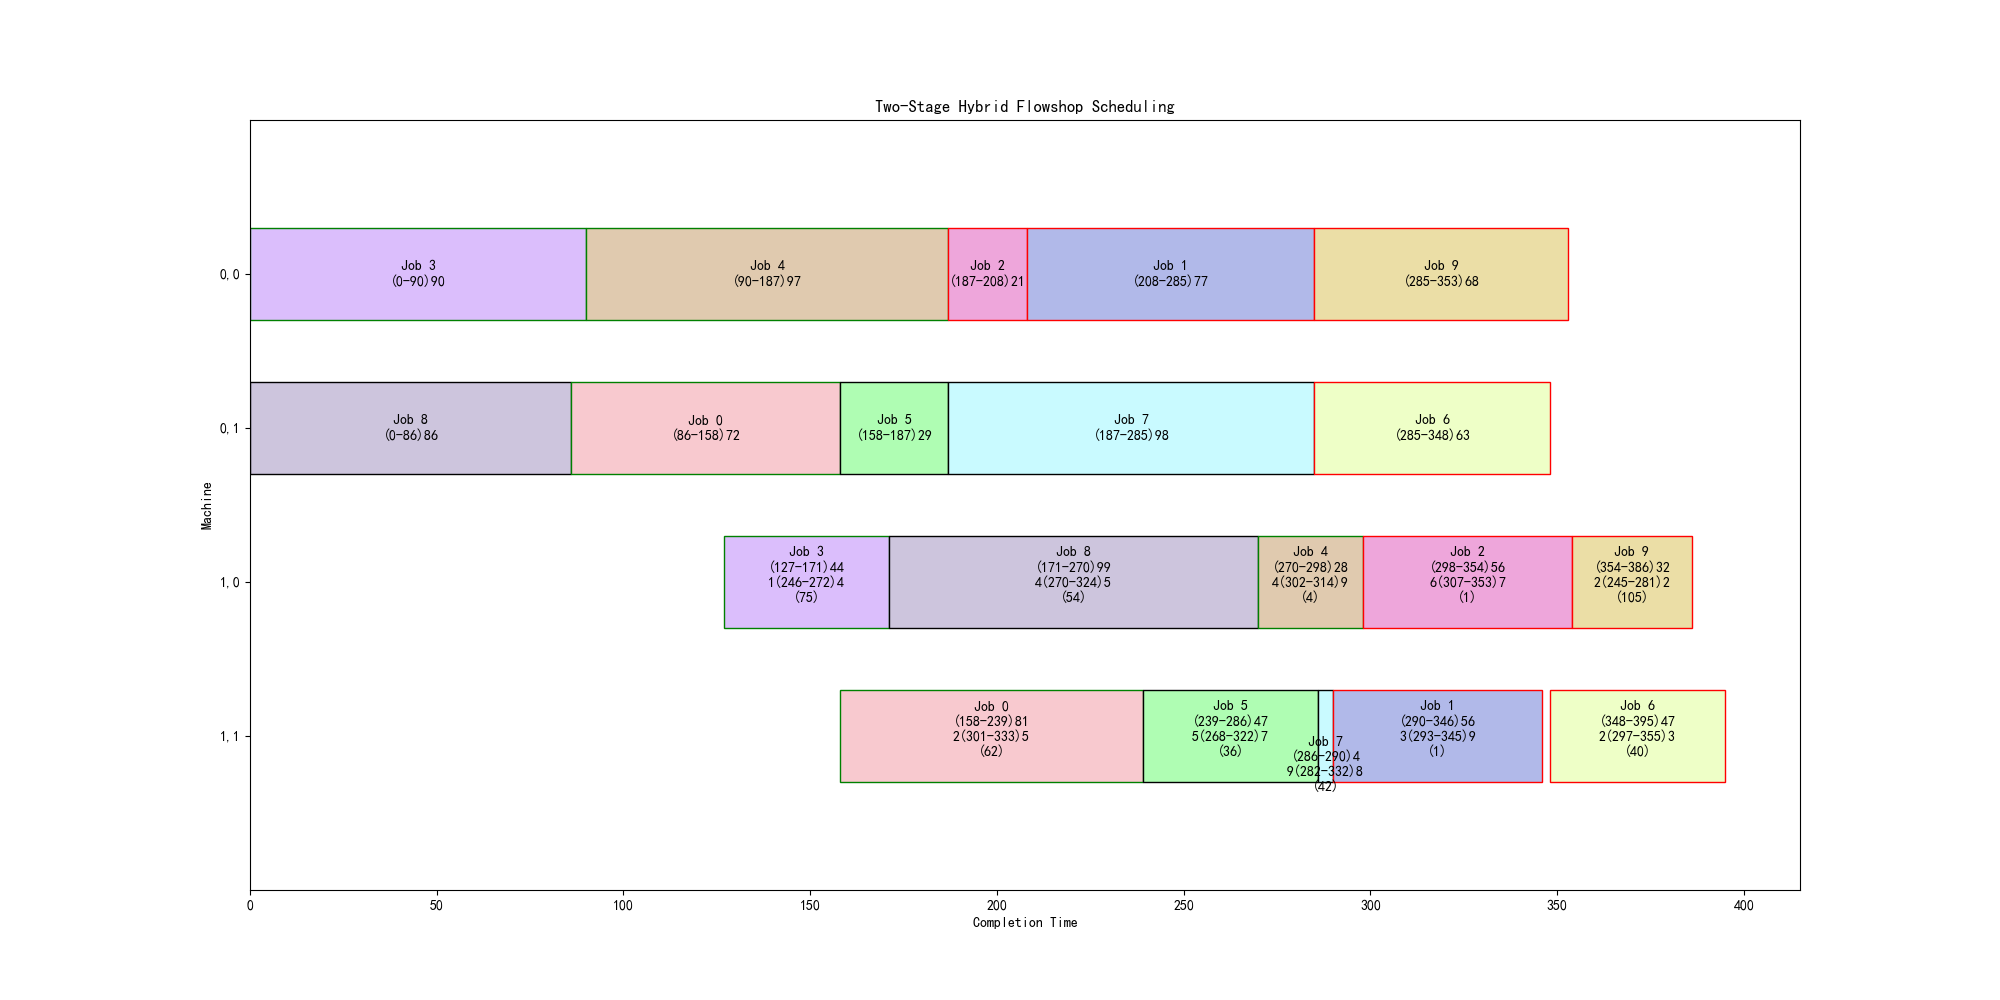 Two-Stage Hybrid Flowshop Scheduling
Machine
0,0
Job 3
(0-90)90
Job 4
(90-187)97
Job 2
(187-208)21
Job 1
(208-285)77
Job 9
(285-353)68
0,1
Job 8
(0-86)86
Job 0
(86-158)72
Job 5
(158-187)29
Job 7
(187-285)98
Job 6
(285-348)63
1,0
Job 3
(127-171)44
1(246-272)4
(75)
Job 8
(171-270)99
4(270-324)5
(54)
Job 4
(270-298)28
4(302-314)9
(4)
Job 2
(298-354)56
6(307-353)7
(1)
Job 9
(354-386)32
2(245-281)2
(105)
1,1
Job 0
(158-239)81
2(301-333)5
(62)
Job 5
(239-286)47
5(268-322)7
(36)
Job 7
(286-290)4
9(282-332)8
(42)
Job 1
(290-346)56
3(293-345)9
(1)
Job 6
(348-395)47
2(297-355)3
(40)
0 50 100 150 200 250 300 350 400
Completion Time